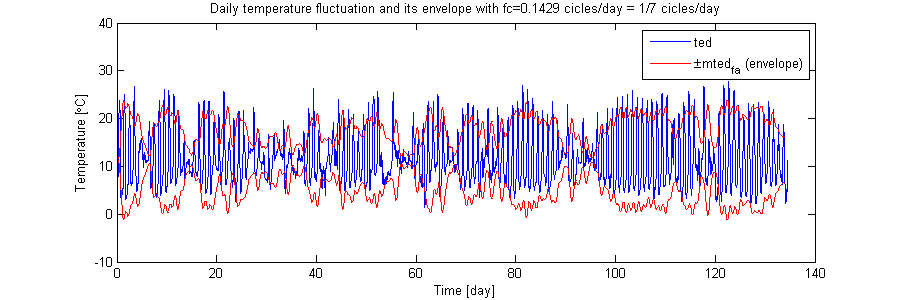 Daily temperature fluctuation and its envelope with fc=0.1429 cicles/day = 1/7 cicles/day
40
30
20
10
0
-10
Temperature [ºC]
ted
±mted_fa (envelope)
0
20
40
60
80
100
120
140
Time [day]